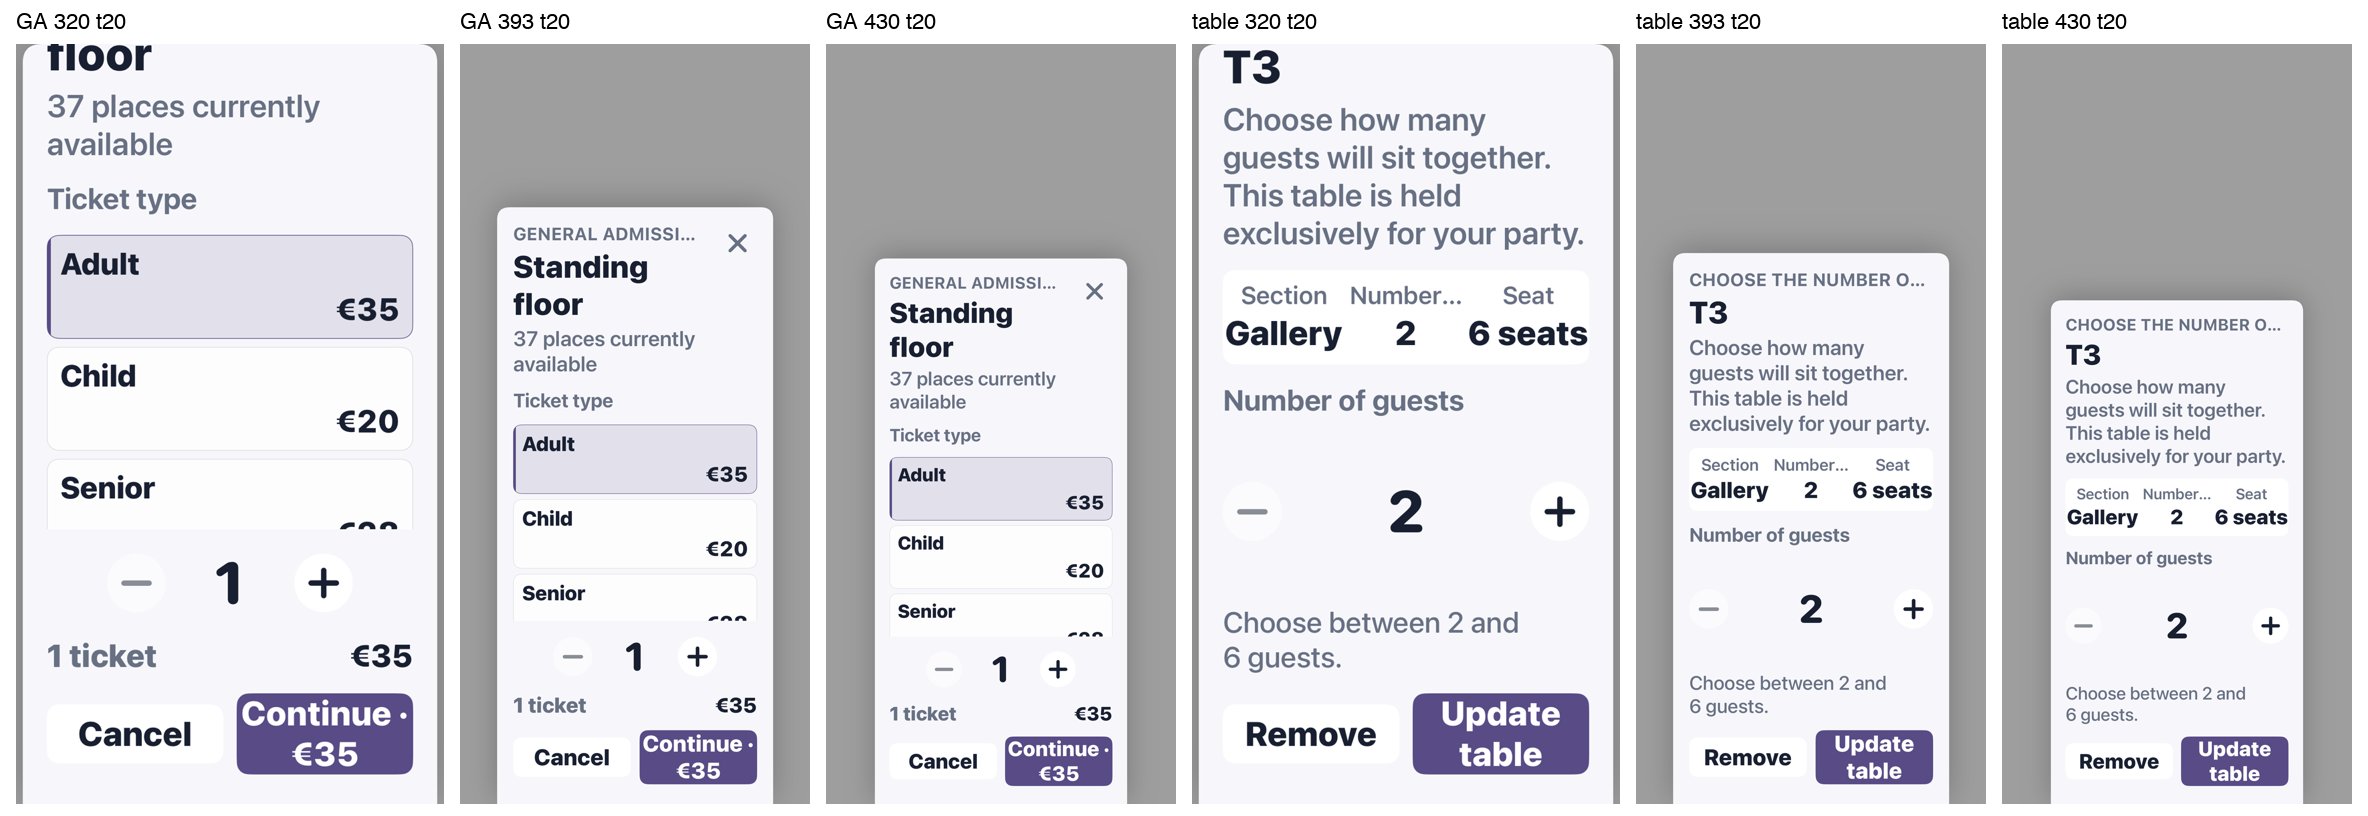 GA 320 t20
floor
37 places currently
available
Ticket type
Adult
€35
Child
€20
Senior
1
1 ticket
€35
Cancel
Continue ·
€35
GA 393 t20
GENERAL ADMISSI...
Standing
floor
37 places currently
available
Ticket type
Adult
€35
Child
€20
Senior
1
1 ticket
€35
Cancel
Continue ·
€35
GA 430 t20
GENERAL ADMISSI...
Standing
floor
37 places currently
available
Ticket type
Adult
€35
Child
€20
Senior
1
1 ticket
€35
Cancel
Continue ·
€35
table 320 t20
T3
Choose how many
guests will sit together.
This table is held
exclusively for your party.
Section Number... Seat
Gallery 2 6 seats
Number of guests
2
Choose between 2 and
6 guests.
Remove
Update
table
table 393 t20
CHOOSE THE NUMBER O...
T3
Choose how many
guests will sit together.
This table is held
exclusively for your party.
Section Number... Seat
Gallery 2 6 seats
Number of guests
2
Choose between 2 and
6 guests.
Remove
Update
table
table 430 t20
CHOOSE THE NUMBER O...
T3
Choose how many
guests will sit together.
This table is held
exclusively for your party.
Section Number... Seat
Gallery 2 6 seats
Number of guests
2
Choose between 2 and
6 guests.
Remove
Update
table